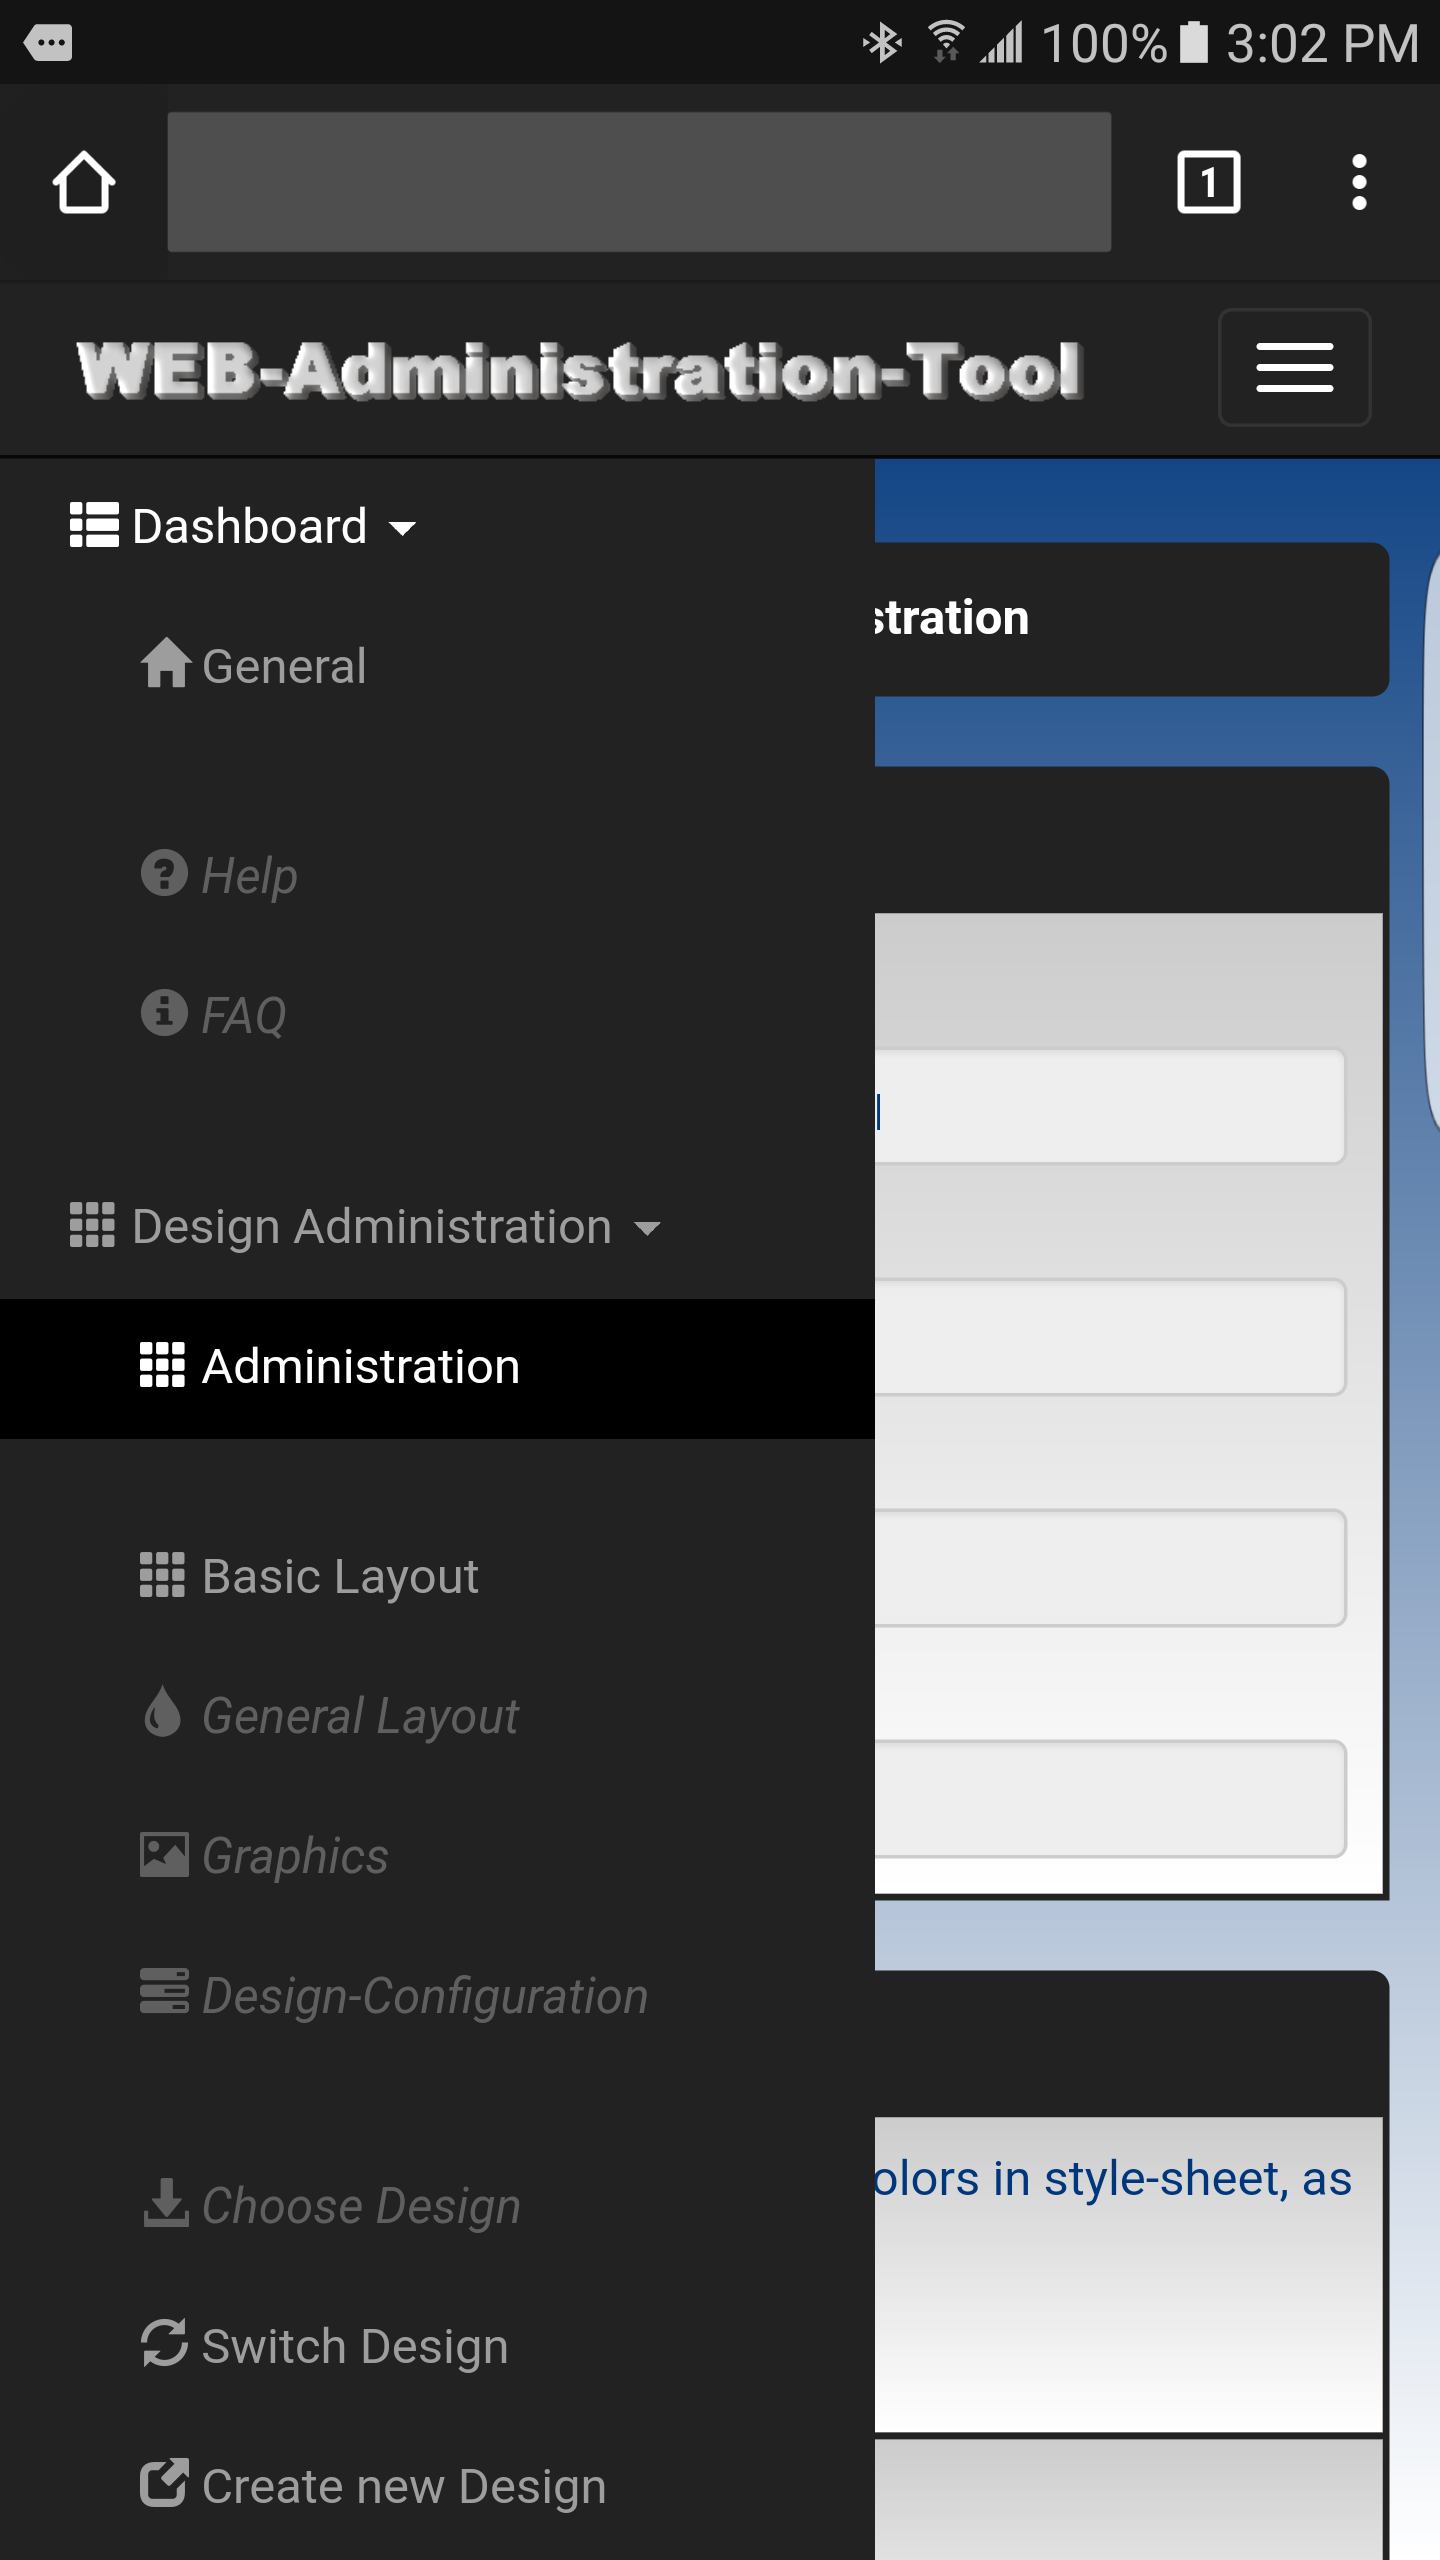 100% 3:02 PM
1
WEB-Administration-Tool
Dashboard
stration
General
Help
FAQ
Design Administration
Administration
Basic Layout
General Layout
Graphics
Design-Configuration
olors in style-sheet, as
Choose Design
Switch Design
Create new Design